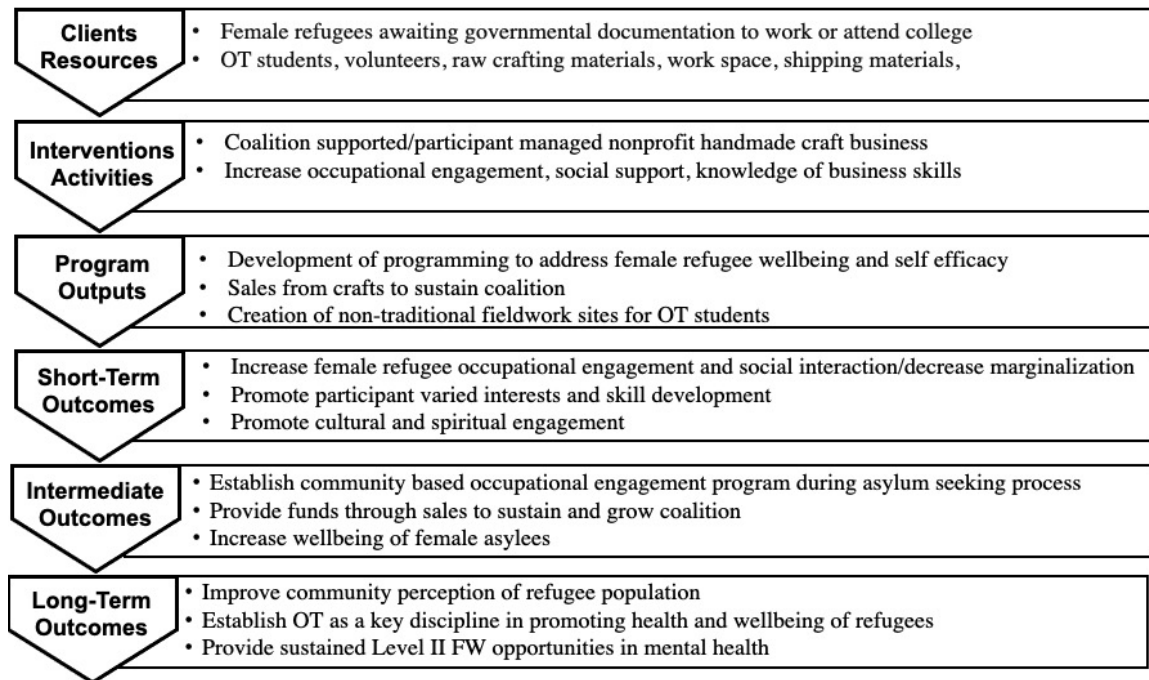 Clients
Resources
• Female refugees awaiting governmental documentation to work or attend college
• OT students, volunteers, raw crafting materials, work space, shipping materials,
Interventions
Activities
• Coalition supported/participant managed nonprofit handmade craft business
• Increase occupational engagement, social support, knowledge of business skills
Program
Outputs
• Development of programming to address female refugee wellbeing and self efficacy
• Sales from crafts to sustain coalition
• Creation of non-traditional fieldwork sites for OT students
Short-Term
Outcomes
• Increase female refugee occupational engagement and social interaction/decrease marginalization
• Promote participant varied interests and skill development
• Promote cultural and spiritual engagement
Intermediate
Outcomes
• Establish community based occupational engagement program during asylum seeking process
• Provide funds through sales to sustain and grow coalition
• Increase wellbeing of female asylees
Long-Term
Outcomes
• Improve community perception of refugee population
• Establish OT as a key discipline in promoting health and wellbeing of refugees
• Provide sustained Level II FW opportunities in mental health